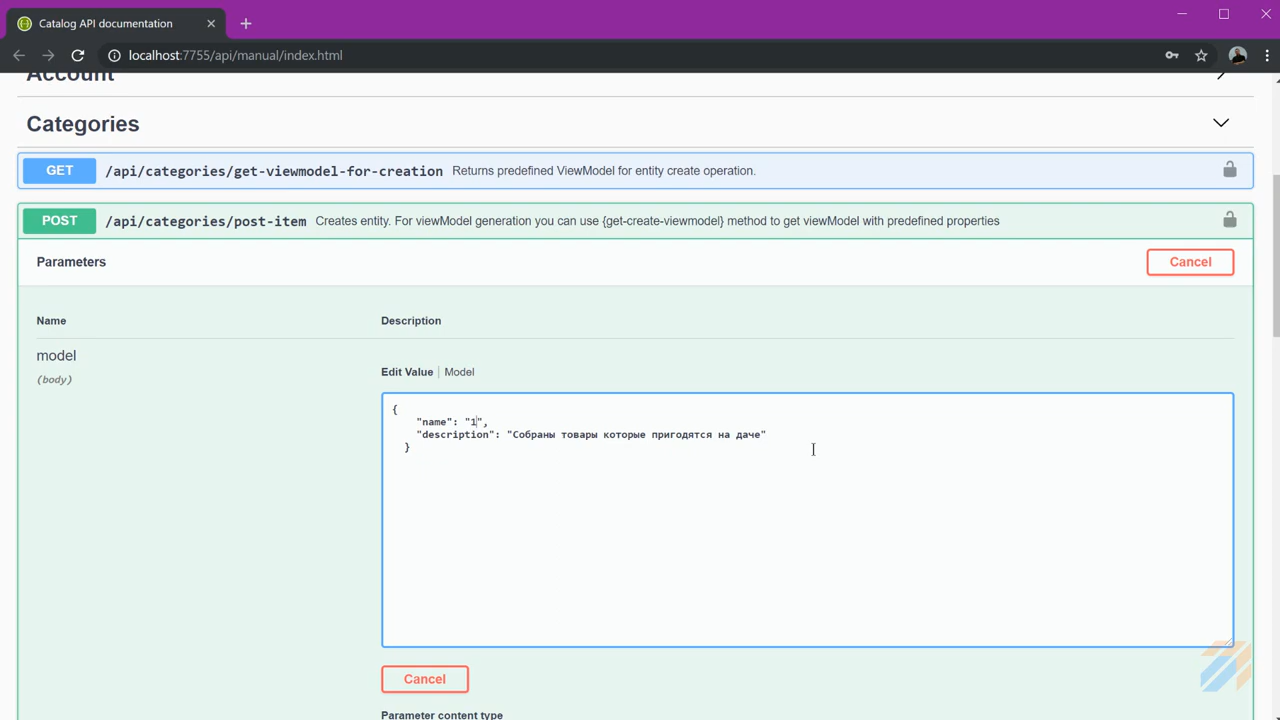 Catalog API documentation
localhost:7755/api/manual/index.html
Account
Categories
GET /api/categories/get-viewmodel-for-creation Returns predefined ViewModel for entity create operation.
POST /api/categories/post-item Creates entity. For viewModel generation you can use {get-create-viewmodel} method to get viewModel with predefined properties
Parameters Cancel
Name Description
model
(body)
Edit Value | Model
{
"name": "1",
"description": "Собраны товары которые пригодятся на даче"
}
Cancel
Parameter content type